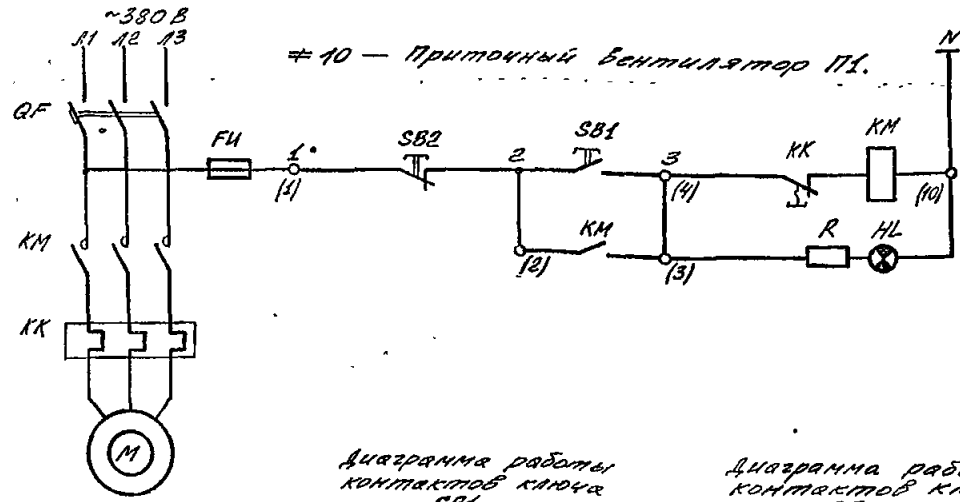 ~380 В
Л1 Л2 Л3
≠10 — Приточный Вентилятор П1.
N
QF
FU
1
(1)
SB2
2
SB1
3
(4)
KK
KM
(10)
KM
(2)
KM
(3)
R
HL
KK
M
Диаграмма работы
контактов ключа
Диаграмма раб
контактов кл